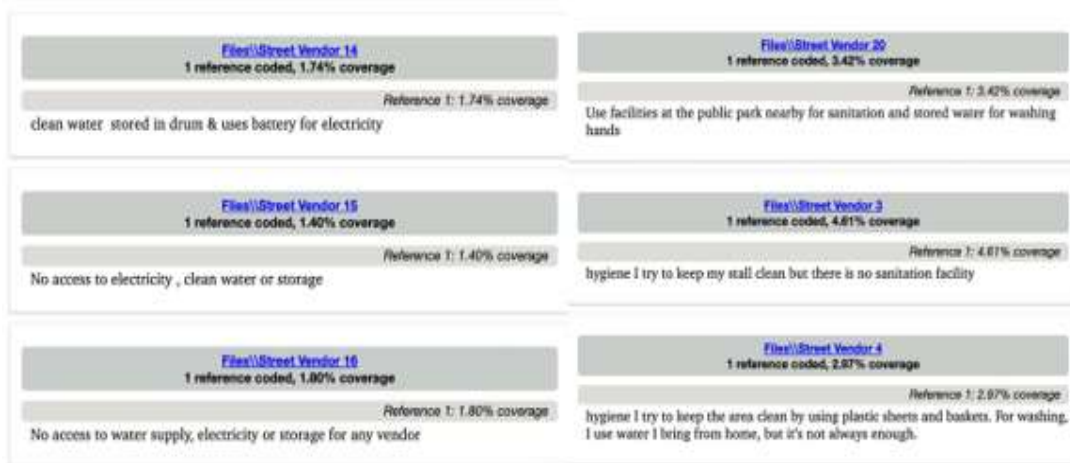 Files\\Street Vendor 14
1 reference coded, 1.74% coverage
Reference 1: 1.74% coverage
clean water stored in drum & uses battery for electricity
Files\\Street Vendor 15
1 reference coded, 1.40% coverage
Reference 1: 1.40% coverage
No access to electricity , clean water or storage
Files\\Street Vendor 16
1 reference coded, 1.80% coverage
Reference 1: 1.80% coverage
No access to water supply, electricity or storage for any vendor
Files\\Street Vendor 20
1 reference coded, 3.42% coverage
Reference 1: 3.42% coverage
Use facilities at the public park nearby for sanitation and stored water for washing
hands
Files\\Street Vendor 3
1 reference coded, 4.61% coverage
Reference 1: 4.61% coverage
hygiene I try to keep my stall clean but there is no sanitation facility
Files\\Street Vendor 4
1 reference coded, 2.97% coverage
Reference 1: 2.97% coverage
hygiene I try to keep the area clean by using plastic sheets and baskets. For washing,
I use water I bring from home, but it's not always enough.